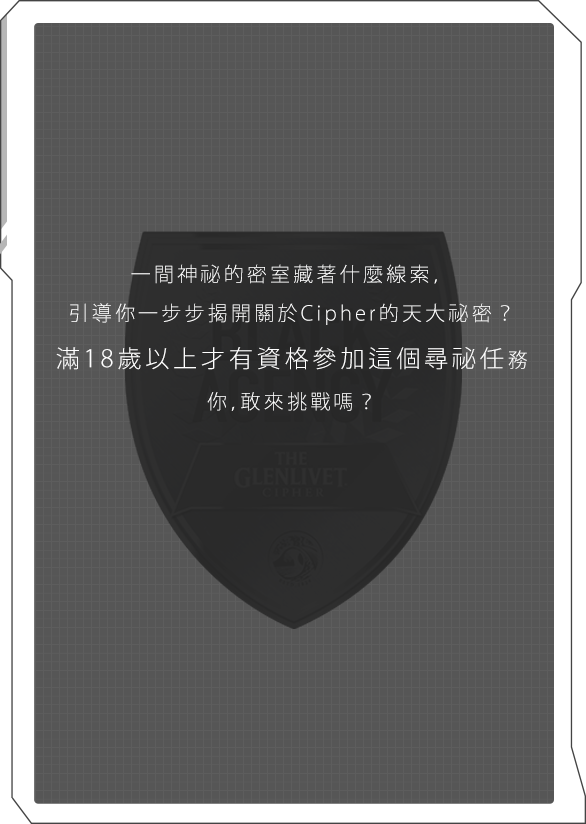 一間神祕的密室藏著什麼線索,
引導你一步步揭開關於Cipher的天大祕密？
滿18歲以上才有資格參加這個尋祕任務
你,敢來挑戰嗎？
THE
GLENLIVET
CIPHER